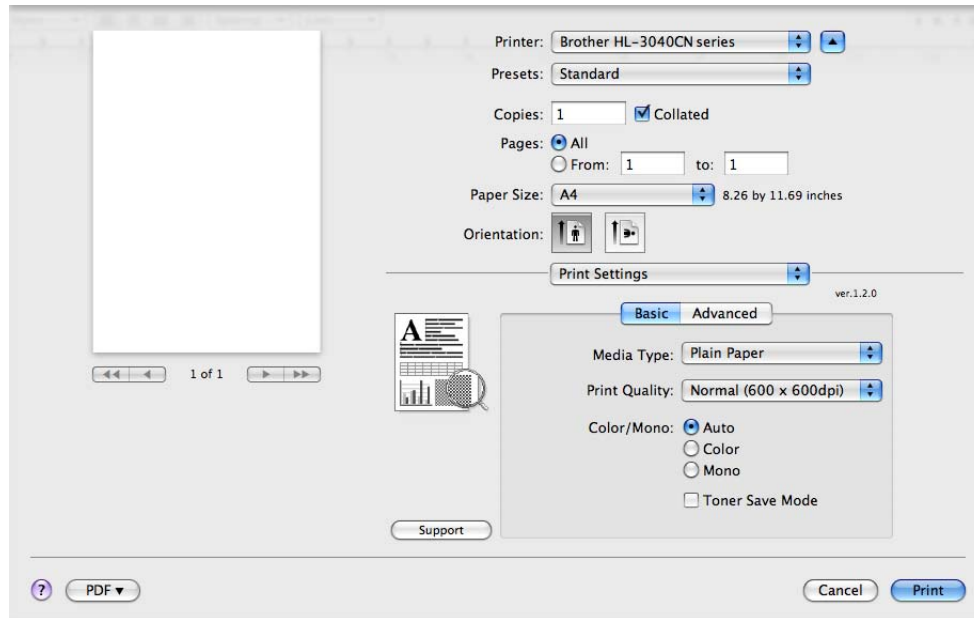 Printer: Brother HL-3040CN series
Presets: Standard
Copies: 1 Collated
Pages: All
From: 1 to: 1
Paper Size: A4 8.26 by 11.69 inches
Orientation:
Print Settings
ver.1.2.0
Basic Advanced
A
Media Type: Plain Paper
Print Quality: Normal (600 x 600dpi)
Color/Mono: Auto
Color
Mono
Toner Save Mode
1 of 1
Support
? PDF ▼ Cancel Print